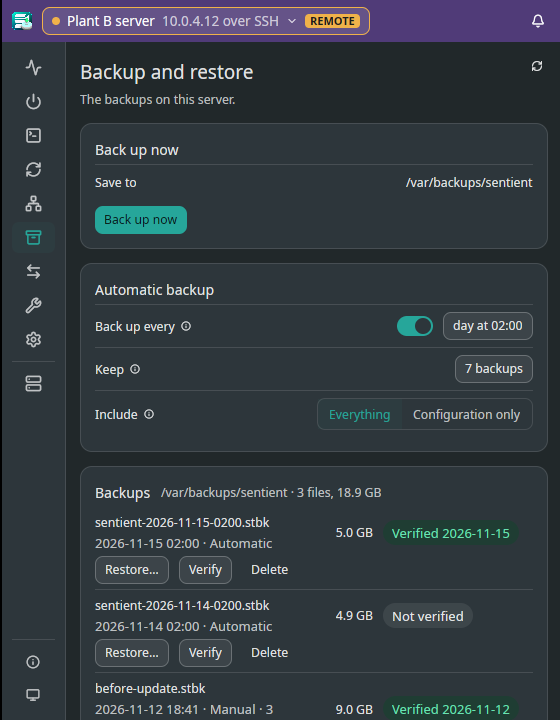 Plant B server 10.0.4.12 over SSH REMOTE
Backup and restore
The backups on this server.
Back up now
Save to /var/backups/sentient
Back up now
Automatic backup
Back up every day at 02:00
Keep 7 backups
Include Everything Configuration only
Backups /var/backups/sentient · 3 files, 18.9 GB
sentient-2026-11-15-0200.stbk
2026-11-15 02:00 · Automatic
5.0 GB Verified 2026-11-15
Restore... Verify Delete
sentient-2026-11-14-0200.stbk
2026-11-14 02:00 · Automatic
4.9 GB Not verified
Restore... Verify Delete
before-update.stbk
2026-11-12 18:41 · Manual · 3
9.0 GB Verified 2026-11-12